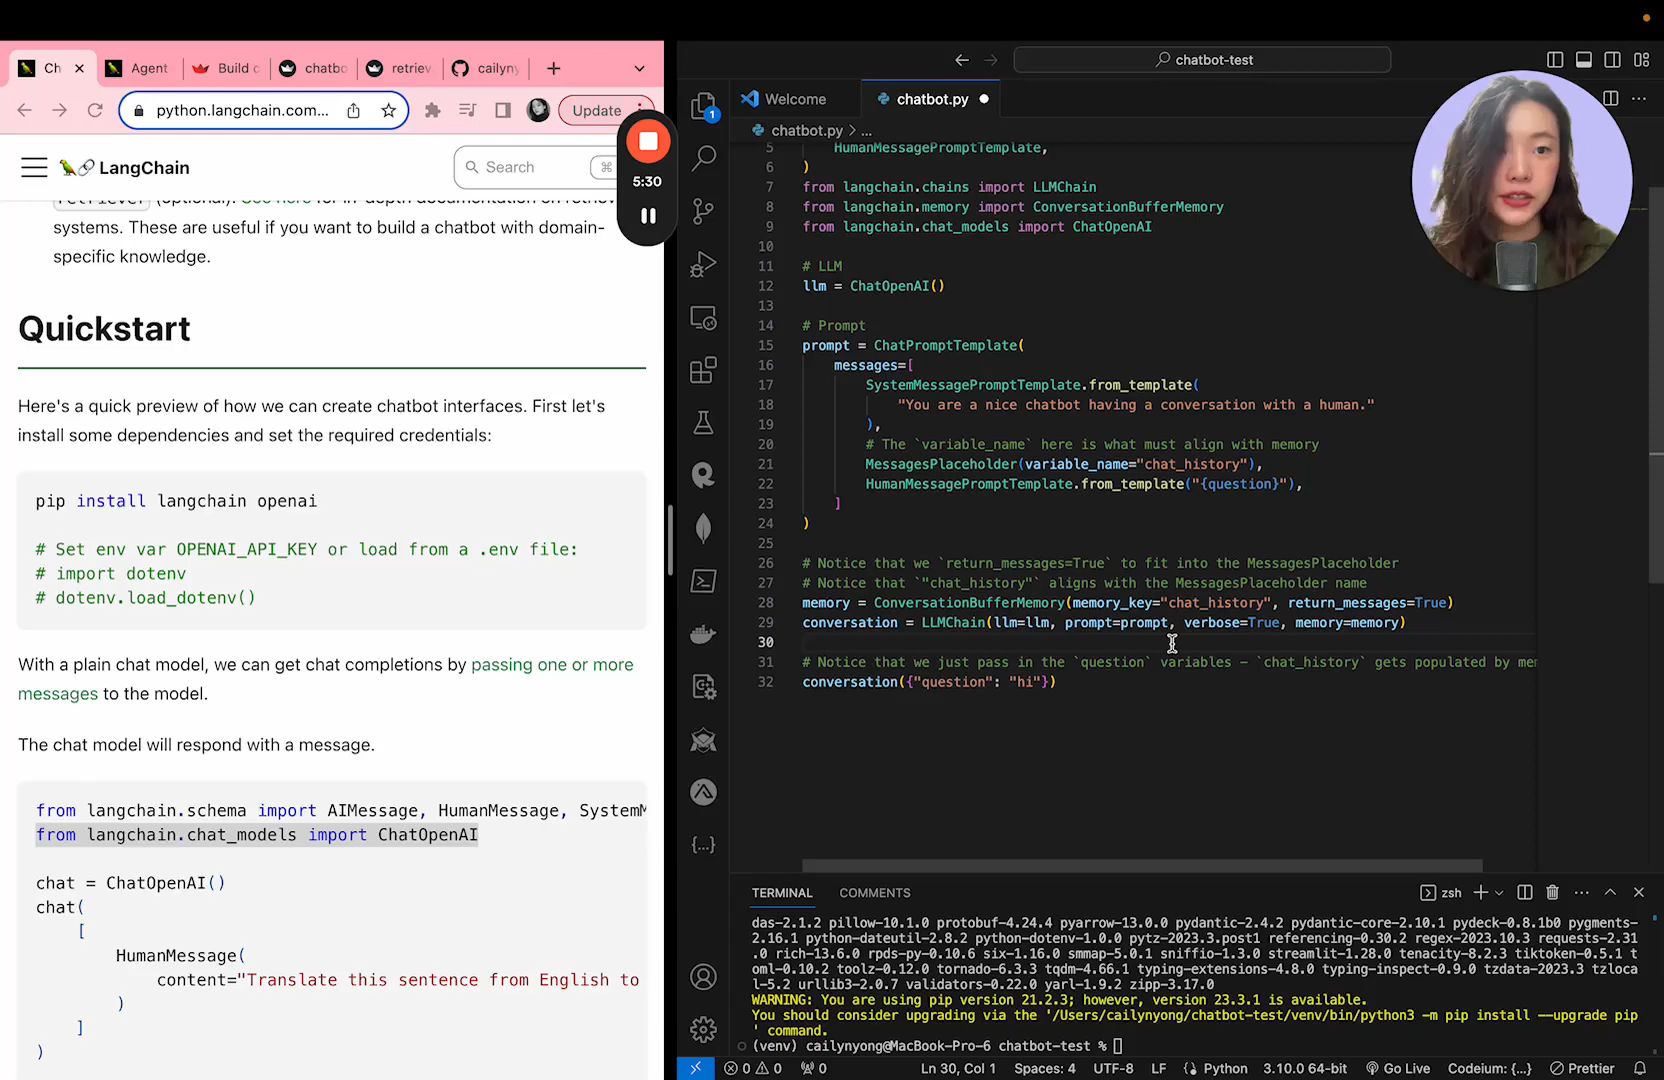 Ch
Agent
Build c
chatbo
retriev
cailyny
python.langchain.com...
Update
LangChain
Search
5:30
retriever (optional). See here for in-depth documentation on retriev
systems. These are useful if you want to build a chatbot with domain-
specific knowledge.
Quickstart
Here's a quick preview of how we can create chatbot interfaces. First let's
install some dependencies and set the required credentials:
pip install langchain openai
# Set env var OPENAI_API_KEY or load from a .env file:
# import dotenv
# dotenv.load_dotenv()
With a plain chat model, we can get chat completions by passing one or more
messages to the model.
The chat model will respond with a message.
from langchain.schema import AIMessage, HumanMessage, SystemM
from langchain.chat_models import ChatOpenAI
chat = ChatOpenAI()
chat(
[
HumanMessage(
content="Translate this sentence from English to
)
]
)
chatbot-test
1
Welcome
chatbot.py
chatbot.py > ...
5 HumanMessagePromptTemplate,
6 )
7 from langchain.chains import LLMChain
8 from langchain.memory import ConversationBufferMemory
9 from langchain.chat_models import ChatOpenAI
10
11 # LLM
12 llm = ChatOpenAI()
13
14 # Prompt
15 prompt = ChatPromptTemplate(
16 messages=[
17 SystemMessagePromptTemplate.from_template(
18 "You are a nice chatbot having a conversation with a human."
19 ),
20 # The `variable_name` here is what must align with memory
21 MessagesPlaceholder(variable_name="chat_history"),
22 HumanMessagePromptTemplate.from_template("{question}"),
23 ]
24 )
25
26 # Notice that we `return_messages=True` to fit into the MessagesPlaceholder
27 # Notice that `"chat_history"` aligns with the MessagesPlaceholder name
28 memory = ConversationBufferMemory(memory_key="chat_history", return_messages=True)
29 conversation = LLMChain(llm=llm, prompt=prompt, verbose=True, memory=memory)
30
31 # Notice that we just pass in the `question` variables - `chat_history` gets populated by mem
32 conversation({"question": "hi"})
TERMINAL
COMMENTS
zsh
das-2.1.2 pillow-10.1.0 protobuf-4.24.4 pyarrow-13.0.0 pydantic-2.4.2 pydantic-core-2.10.1 pydeck-0.8.1b0 pygments-
2.16.1 python-dateutil-2.8.2 python-dotenv-1.0.0 pytz-2023.3.post1 referencing-0.30.2 regex-2023.10.3 requests-2.31
.0 rich-13.6.0 rpds-py-0.10.6 six-1.16.0 smmap-5.0.1 sniffio-1.3.0 streamlit-1.28.0 tenacity-8.2.3 tiktoken-0.5.1 t
oml-0.10.2 toolz-0.12.0 tornado-6.3.3 tqdm-4.66.1 typing-extensions-4.8.0 typing-inspect-0.9.0 tzdata-2023.3 tzloca
l-5.2 urllib3-2.0.7 validators-0.22.0 yarl-1.9.2 zipp-3.17.0
WARNING: You are using pip version 21.2.3; however, version 23.3.1 is available.
You should consider upgrading via the '/Users/cailynyong/chatbot-test/venv/bin/python3 -m pip install --upgrade pip
' command.
(venv) cailynyong@MacBook-Pro-6 chatbot-test %
0 0
0
Ln 30, Col 1
Spaces: 4
UTF-8
LF
Python
3.10.0 64-bit
Go Live
Codeium: {...}
Prettier